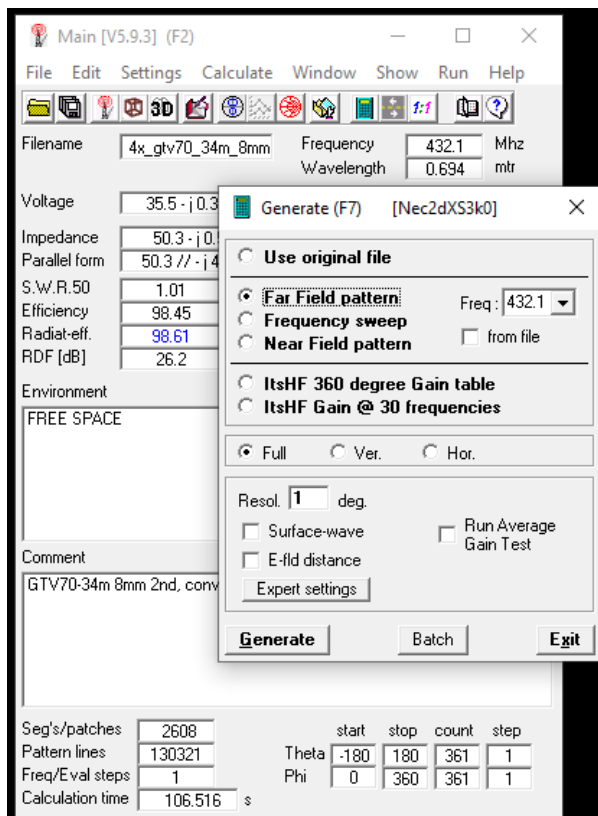 Main [V5.9.3] (F2)
File Edit Settings Calculate Window Show Run Help
3D 1:1
Filename 4x_gtv70_34m_8mm Frequency 432.1 Mhz
Wavelength 0.694 mtr
Voltage 35.5 - j 0.3
Generate (F7) [Nec2dXS3k0]
Impedance 50.3 - j 0.
Parallel form 50.3 // - j 4
S.W.R.50 1.01
Efficiency 98.45
Radiat-eff. 98.61
RDF [dB] 26.2
Use original file
Far Field pattern Freq : 432.1
Frequency sweep
Near Field pattern from file
ItsHF 360 degree Gain table
ItsHF Gain @ 30 frequencies
Environment
FREE SPACE
Full Ver. Hor.
Resol. 1 deg.
Surface-wave Run Average
Gain Test
E-fld distance
Expert settings
Generate Batch Exit
Comment
GTV70-34m 8mm 2nd, conv
Seg's/patches 2608 start stop count step
Pattern lines 130321 Theta -180 180 361 1
Freq/Eval steps 1 Phi 0 360 361 1
Calculation time 106.516 s